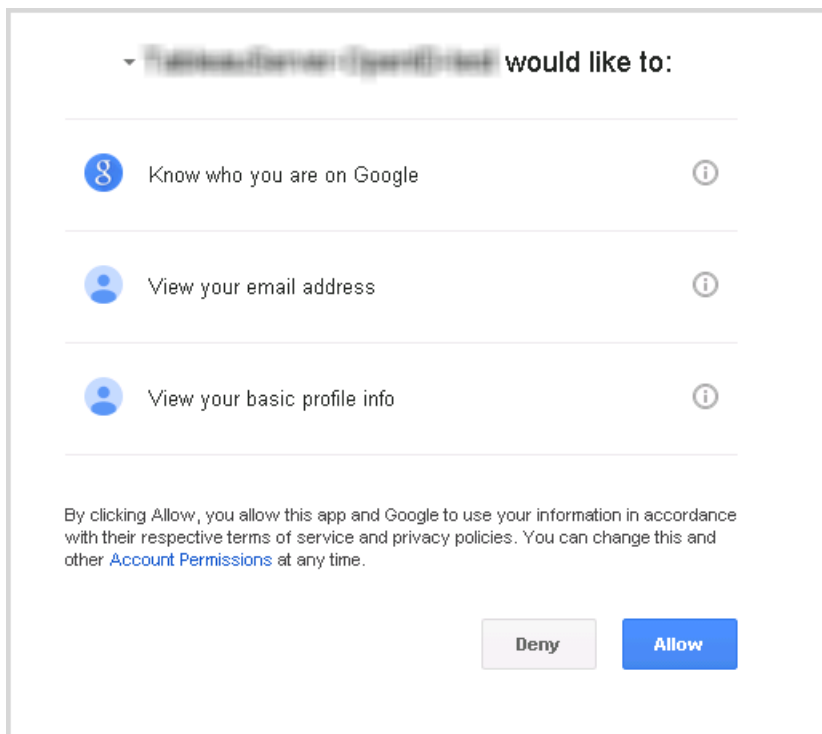 would like to:
Know who you are on Google
View your email address
View your basic profile info
By clicking Allow, you allow this app and Google to use your information in accordance
with their respective terms of service and privacy policies. You can change this and
other Account Permissions at any time.
Deny Allow